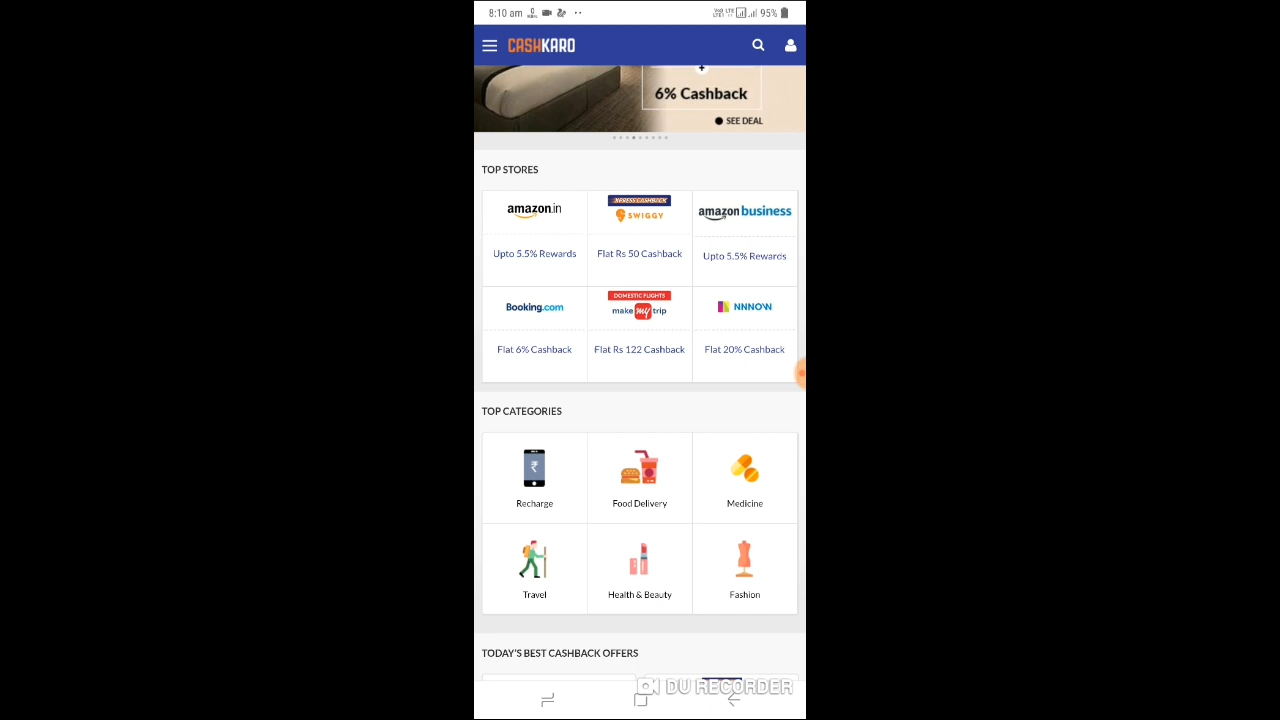 8:10 am
95%
CASHKARO
6% Cashback
SEE DEAL
TOP STORES
amazon.in
XPRESS CASHBACK
SWIGGY
amazon business
Upto 5.5% Rewards
Flat Rs 50 Cashback
Upto 5.5% Rewards
Booking.com
DOMESTIC FLIGHTS
make my trip
NNNOW
Flat 6% Cashback
Flat Rs 122 Cashback
Flat 20% Cashback
TOP CATEGORIES
₹
Recharge
Food Delivery
Medicine
Travel
Health & Beauty
Fashion
TODAY'S BEST CASHBACK OFFERS
DU RECORDER